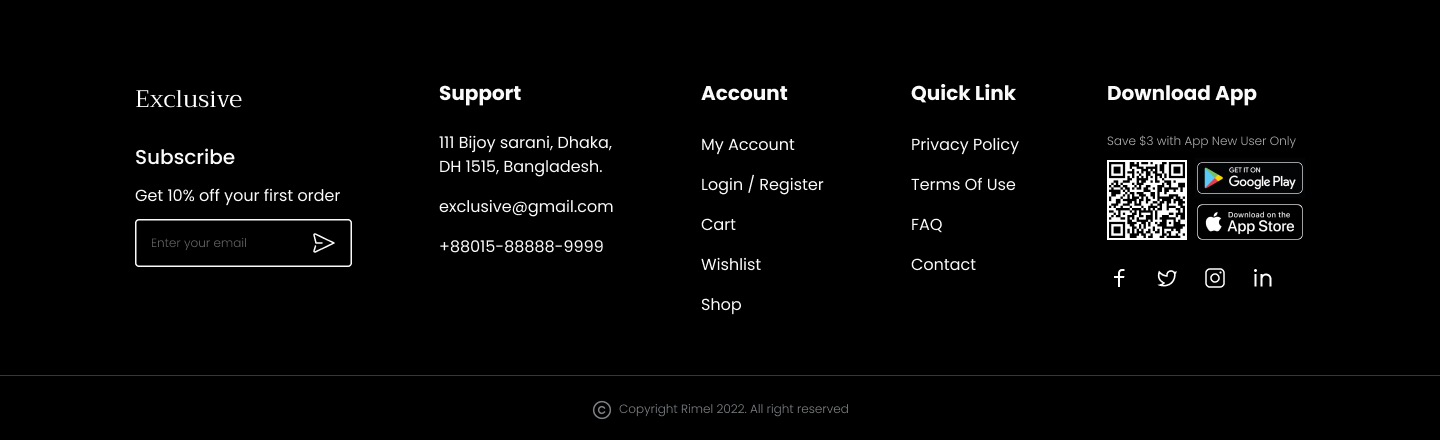 Exclusive
Subscribe
Get 10% off your first order
Enter your email
Support
111 Bijoy sarani, Dhaka,
DH 1515, Bangladesh.
exclusive@gmail.com
+88015-88888-9999
Account
My Account
Login / Register
Cart
Wishlist
Shop
Quick Link
Privacy Policy
Terms Of Use
FAQ
Contact
Download App
Save $3 with App New User Only
GET IT ON
Google Play
Download on the
App Store
© Copyright Rimel 2022. All right reserved